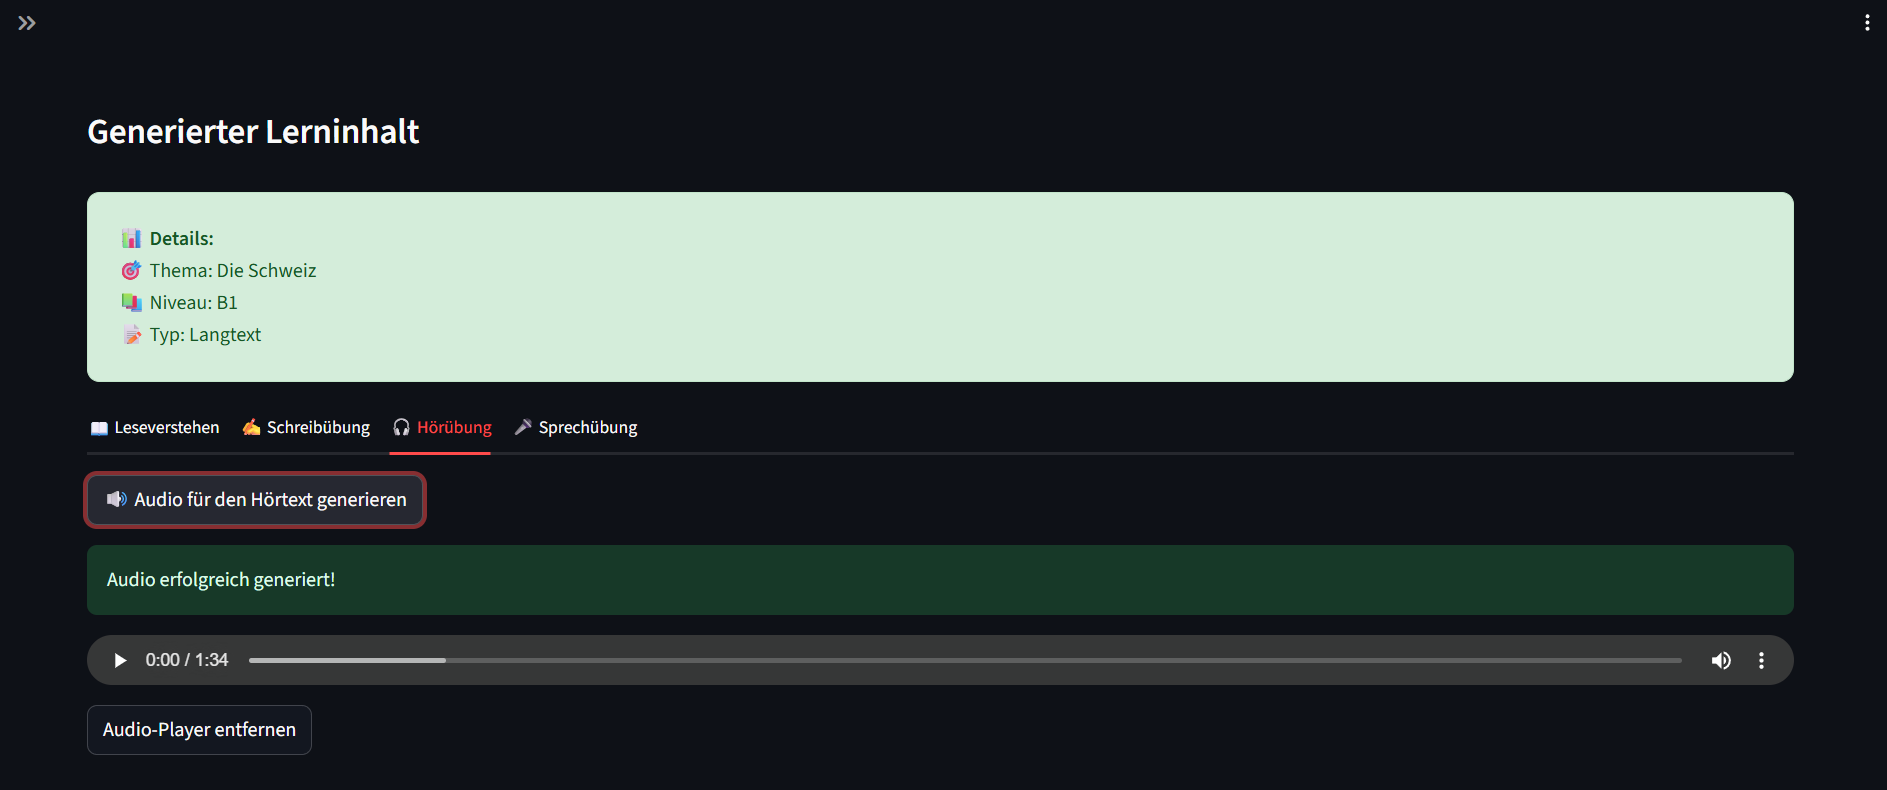 Generierter Lerninhalt
Details:
Thema: Die Schweiz
Niveau: B1
Typ: Langtext
Leseverstehen Schreibübung Hörübung Sprechübung
Audio für den Hörtext generieren
Audio erfolgreich generiert!
0:00 / 1:34
Audio-Player entfernen